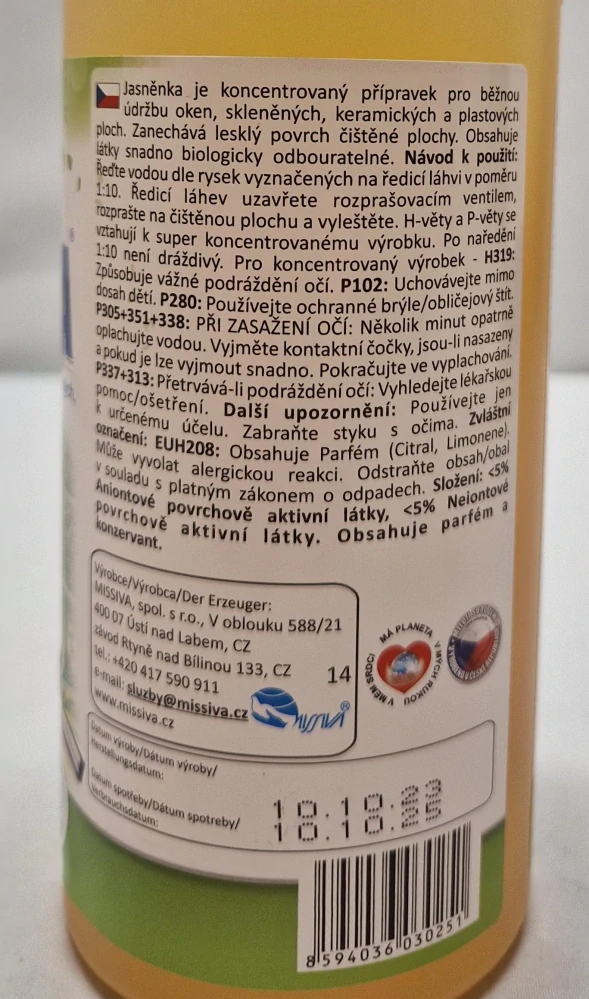 Jasněnka je koncentrovaný přípravek pro běžnou
údržbu oken, skleněných, keramických a plastových
ploch. Zanechává lesklý povrch čištěné plochy. Obsahuje
látky snadno biologicky odbouratelné. Návod k použití:
Řeďte vodou dle rysek vyznačených na ředicí láhvi v poměru
1:10. Ředicí láhev uzavřete rozprašovacím ventilem,
rozprašte na čištěnou plochu a vyleštěte. H-věty a P-věty se
vztahují k super koncentrovanému výrobku. Po naředění
1:10 není dráždivý. Pro koncentrovaný výrobek - H319:
Způsobuje vážné podráždění očí. P102: Uchovávejte mimo
dosah dětí. P280: Používejte ochranné brýle/obličejový štít.
P305+351+338: PŘI ZASAŽENÍ OČÍ: Několik minut opatrně
oplachujte vodou. Vyjměte kontaktní čočky, jsou-li nasazeny
a pokud je lze vyjmout snadno. Pokračujte ve vyplachování.
P337+313: Přetrvává-li podráždění očí: Vyhledejte lékařskou
pomoc/ošetření. Další upozornění: Používejte jen
k určenému účelu. Zabraňte styku s očima. Zvláštní
označení: EUH208: Obsahuje Parfém (Citral, Limonene).
Může vyvolat alergickou reakci. Odstraňte obsah/obal
v souladu s platným zákonem o odpadech. Složení: <5%
Aniontové povrchově aktivní látky, <5% Neiontové
povrchově aktivní látky. Obsahuje parfém a
konzervant.
Výrobce/Výrobca/Der Erzeuger:
MISSIVA, spol. s r.o., V oblouku 588/21
400 07 Ústí nad Labem, CZ
závod Rtyně nad Bílinou 133, CZ
tel.: +420 417 590 911
e-mail: sluzby@missiva.cz
www.missiva.cz
14
MISSIVA®
MÁ PLANETA
V MÝCH RUKOU
V MÉM SRDCI
Datum výroby/Dátum výroby/
Herstellungsdatum:
Datum spotřeby/Dátum spotreby/
Verbrauchsdatum:
18.10.23
18.10.25
8594036030251